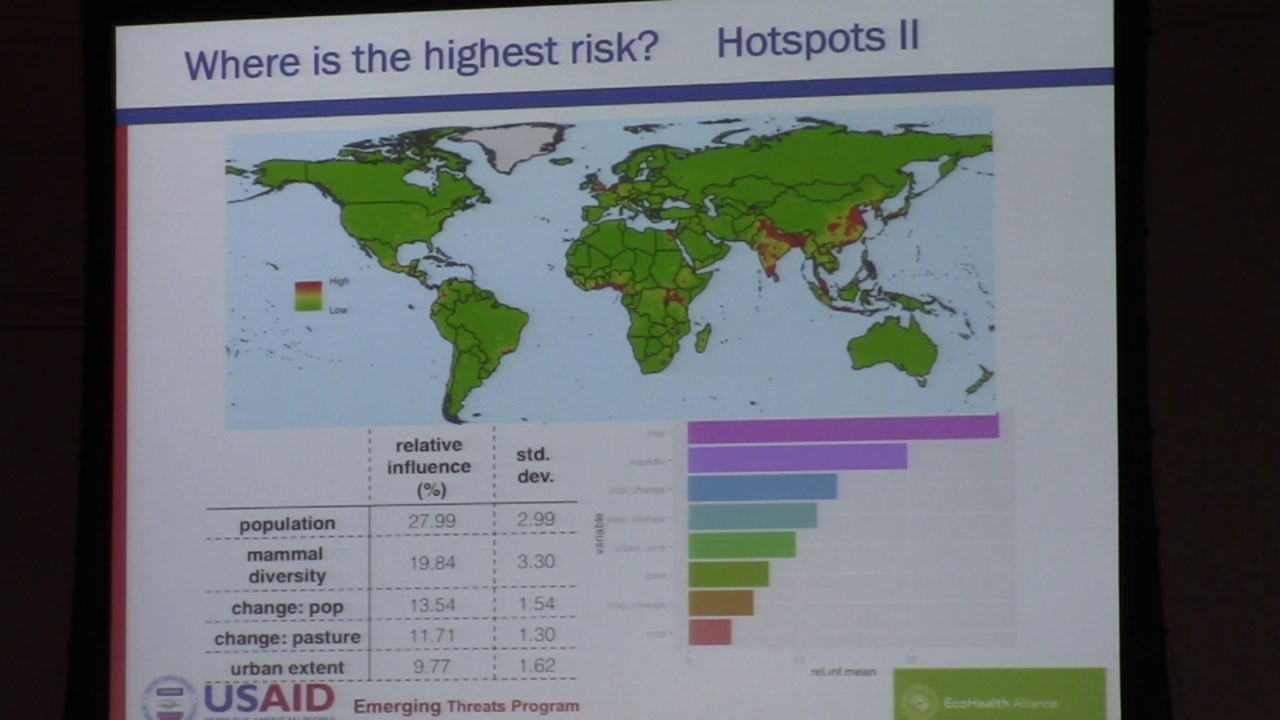 Where is the highest risk? Hotspots II
High
Low
relative
influence
(%)
std.
dev.
population 27.99 2.99
mammal
diversity 19.84 3.30
change: pop 13.54 1.54
change: pasture 11.71 1.30
urban extent 9.77 1.62
variable
pop_change
rel.inf.mean
USAID
Emerging Threats Program
EcoHealth Alliance